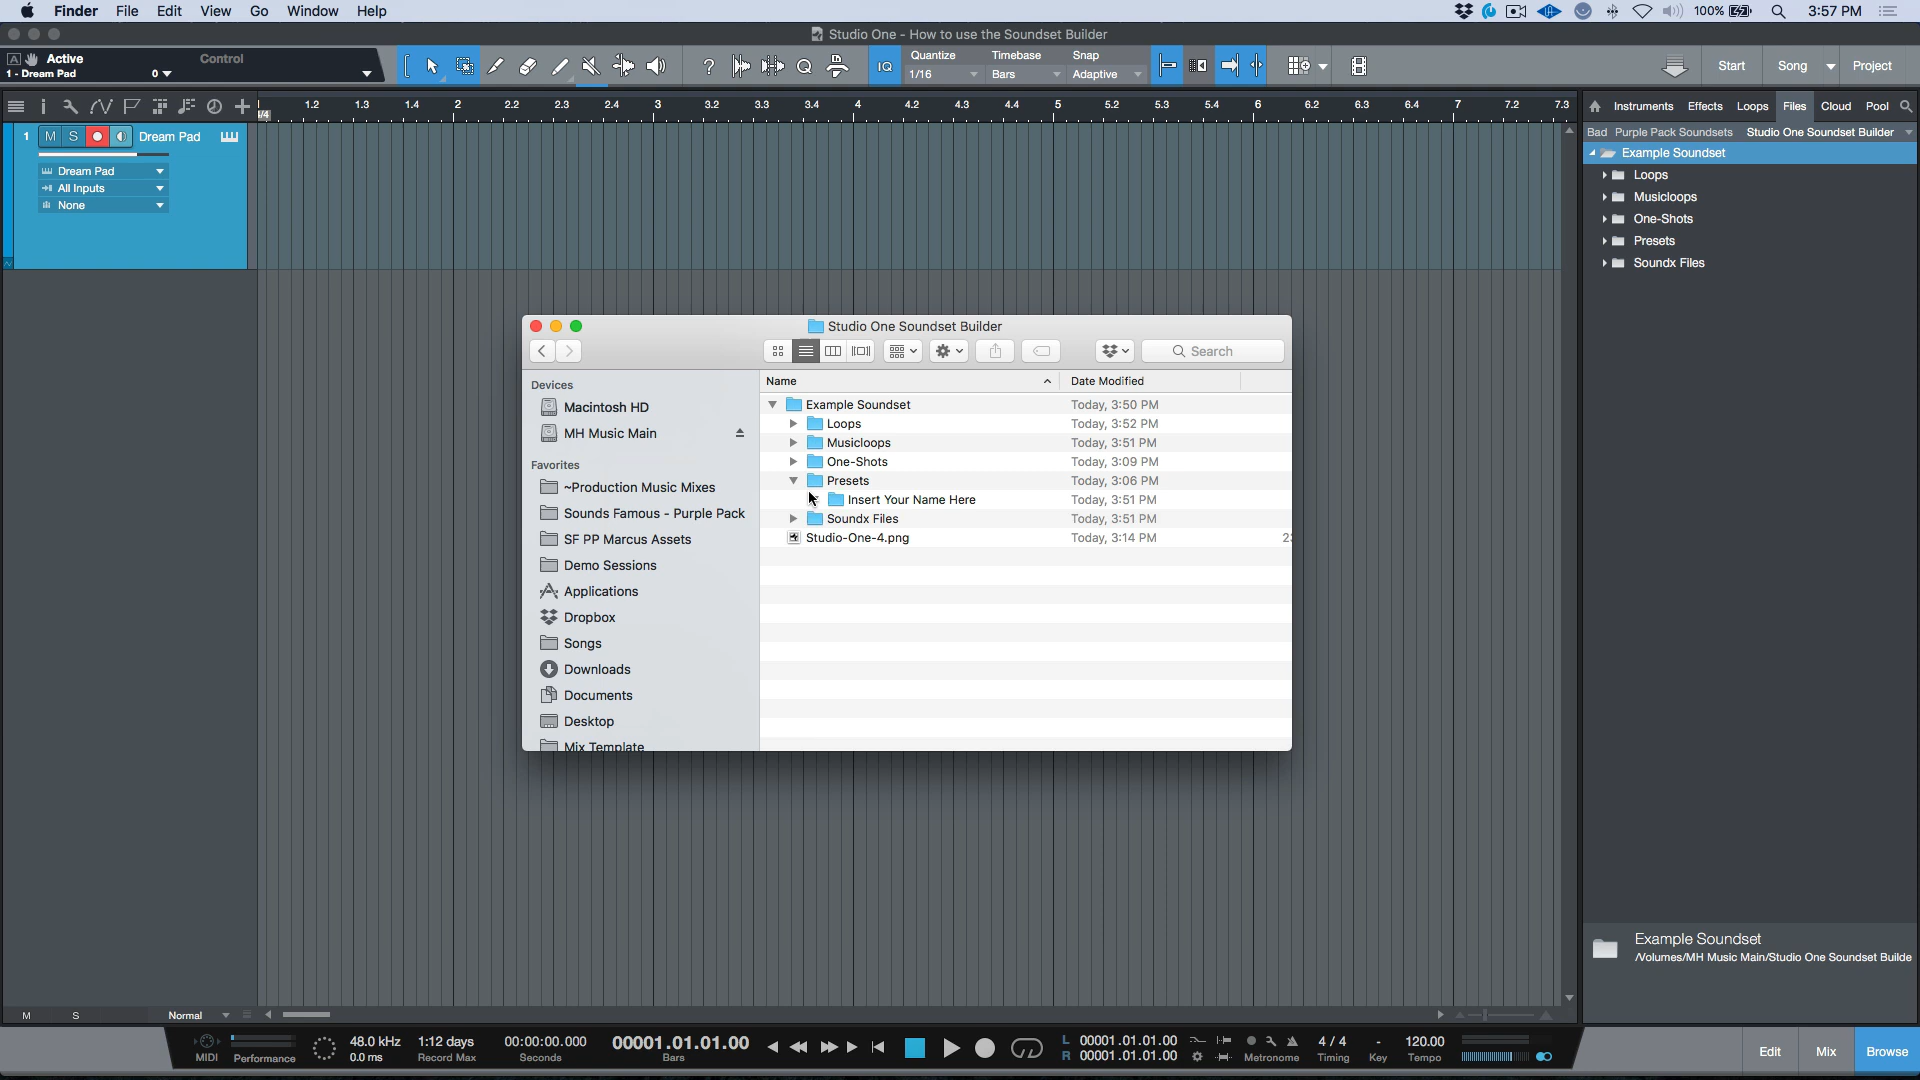 Finder File Edit View Go Window Help 100% 3:57 PM
Studio One - How to use the Soundset Builder
A Active Control
1 - Dream Pad 0
IQ Quantize Timebase Snap
1/16 Bars Adaptive
Start Song Project
1.2 1.3 1.4 2 2.2 2.3 2.4 3 3.2 3.3 3.4 4 4.2 4.3 4.4 5 5.2 5.3 5.4 6 6.2 6.3 6.4 7 7.2 7.3
Instruments Effects Loops Files Cloud Pool
1 M S Dream Pad
Dream Pad
All Inputs
None
Bad Purple Pack Soundsets Studio One Soundset Builder
Example Soundset
Loops
Musicloops
One-Shots
Presets
Soundx Files
Studio One Soundset Builder
Search
Devices
Macintosh HD
MH Music Main
Favorites
~Production Music Mixes
Sounds Famous - Purple Pack
SF PP Marcus Assets
Demo Sessions
Applications
Dropbox
Songs
Downloads
Documents
Desktop
Mix Template
Name Date Modified
Example Soundset Today, 3:50 PM
Loops Today, 3:52 PM
Musicloops Today, 3:51 PM
One-Shots Today, 3:09 PM
Presets Today, 3:06 PM
Insert Your Name Here Today, 3:51 PM
Soundx Files Today, 3:51 PM
Studio-One-4.png Today, 3:14 PM
Example Soundset
/Volumes/MH Music Main/Studio One Soundset Builde
M S Normal
MIDI Performance
48.0 kHz
0.0 ms
1:12 days
Record Max
00:00:00.000
Seconds
00001.01.01.00
Bars
L 00001.01.01.00
R 00001.01.01.00
Metronome
4 / 4
Timing
-
Key
120.00
Tempo
Edit Mix Browse